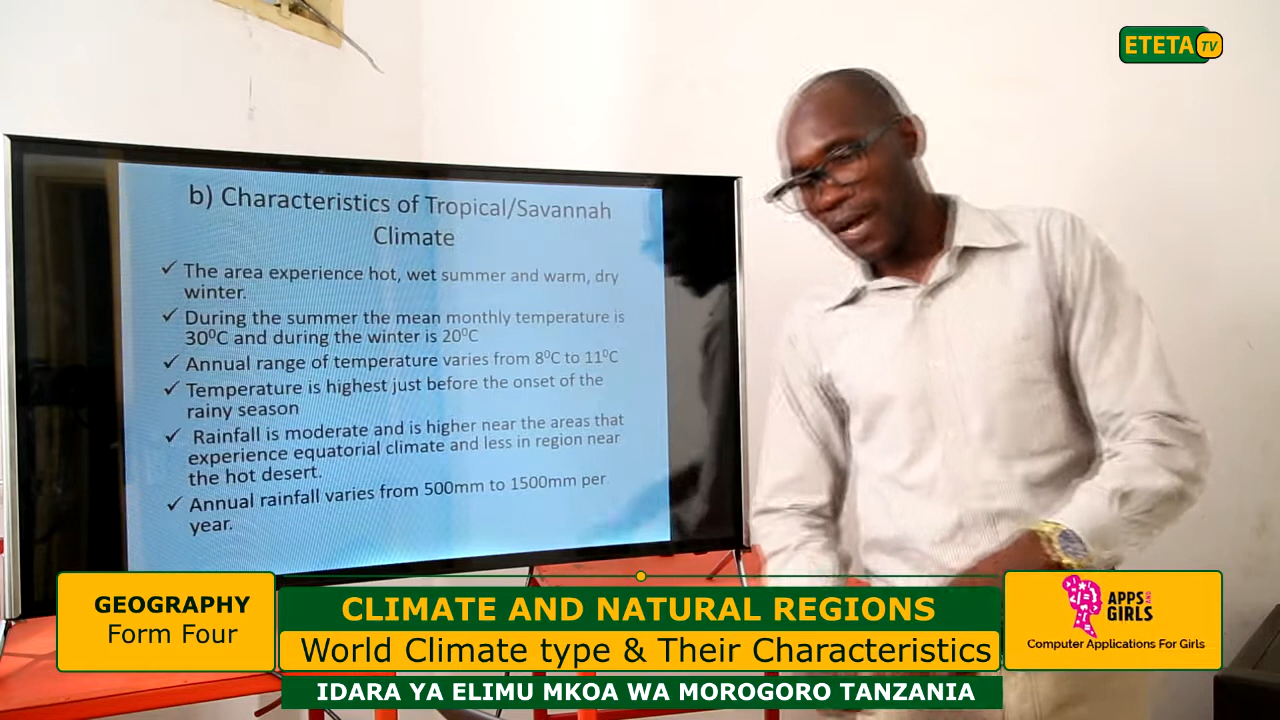 ETETA TV
b) Characteristics of Tropical/Savannah
Climate
✓ The area experience hot, wet summer and warm, dry
winter.
✓ During the summer the mean monthly temperature is
30⁰C and during the winter is 20⁰C
✓ Annual range of temperature varies from 8⁰C to 11⁰C
✓ Temperature is highest just before the onset of the
rainy season
✓ Rainfall is moderate and is higher near the areas that
experience equatorial climate and less in region near
the hot desert.
✓ Annual rainfall varies from 500mm to 1500mm per
year.
GEOGRAPHY
Form Four
CLIMATE AND NATURAL REGIONS
World Climate type & Their Characteristics
IDARA YA ELIMU MKOA WA MOROGORO TANZANIA
APPS AND
GIRLS
Computer Applications For Girls